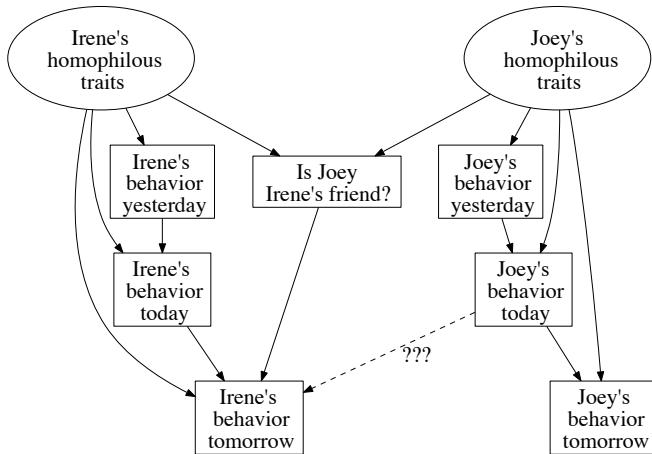 Irene's
homophilous
traits
Joey's
homophilous
traits
Irene's
behavior
yesterday
Is Joey
Irene's friend?
Joey's
behavior
yesterday
Irene's
behavior
today
Joey's
behavior
today
???
Irene's
behavior
tomorrow
Joey's
behavior
tomorrow